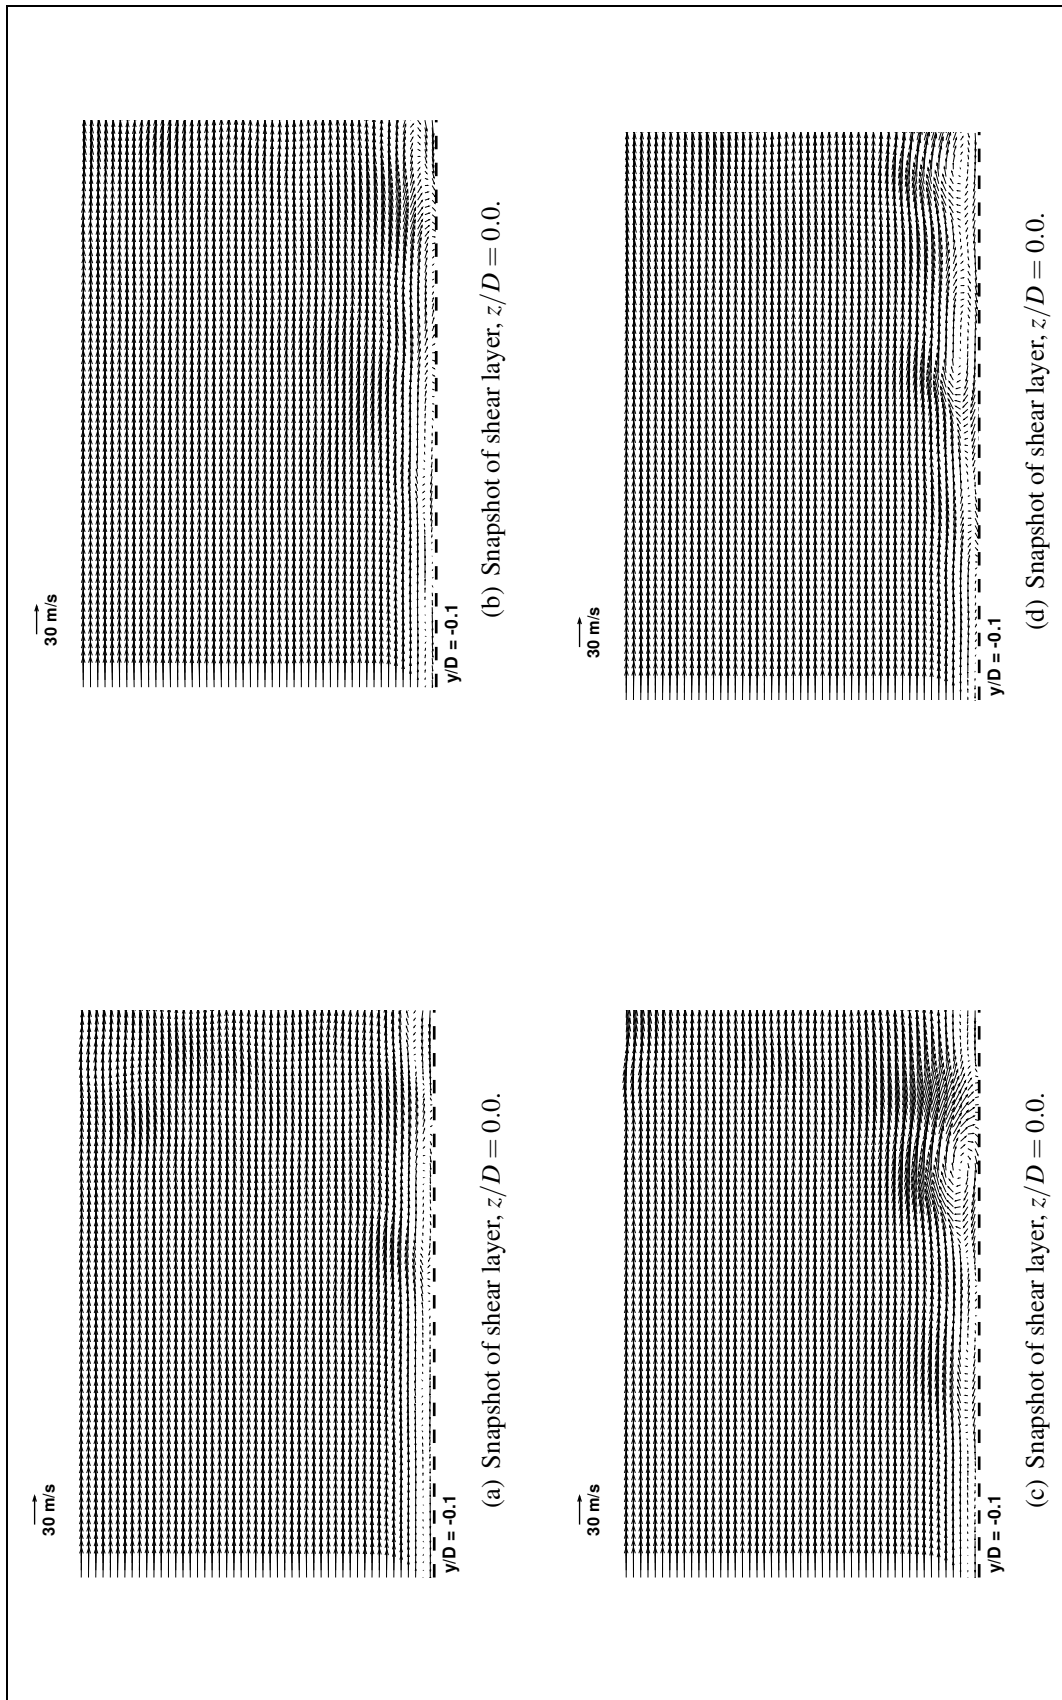 30 m/s
y/D = -0.1
(a) Snapshot of shear layer, z/D = 0.0.
30 m/s
y/D = -0.1
(b) Snapshot of shear layer, z/D = 0.0.
30 m/s
y/D = -0.1
(c) Snapshot of shear layer, z/D = 0.0.
30 m/s
y/D = -0.1
(d) Snapshot of shear layer, z/D = 0.0.